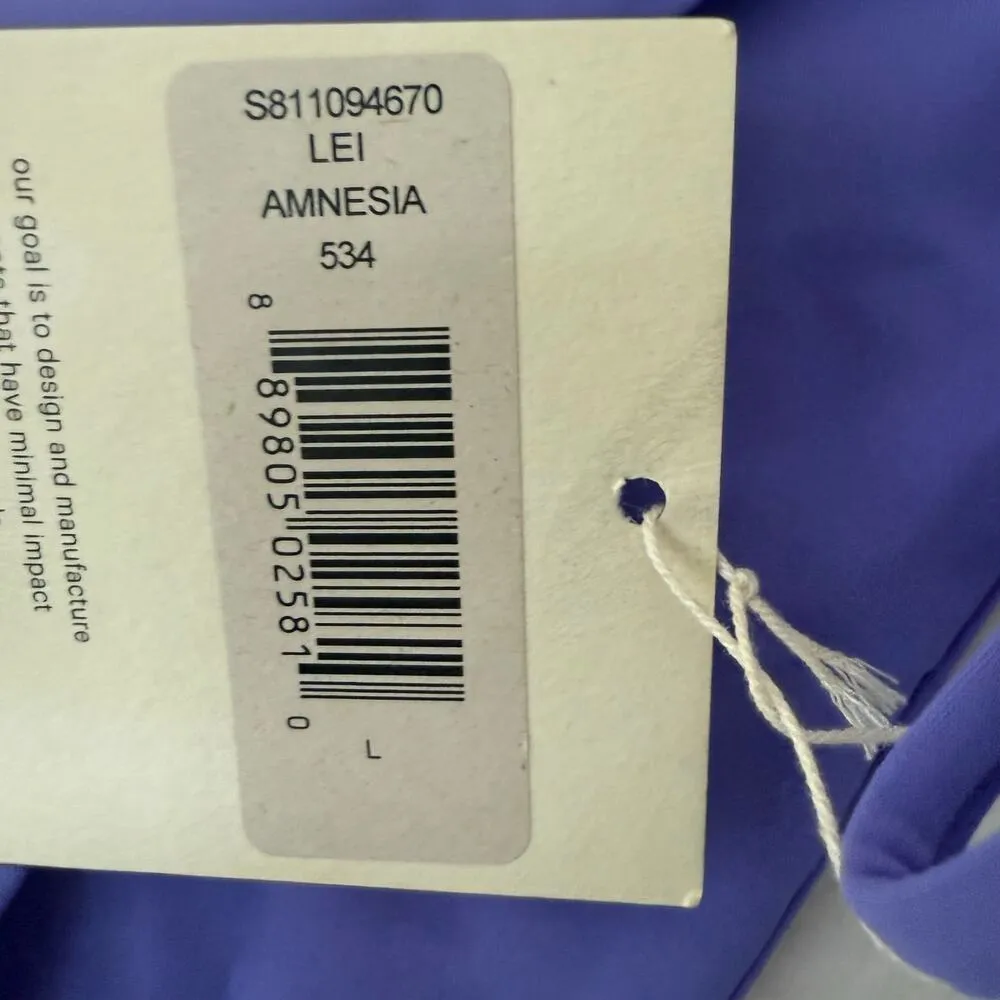 S811094670
LEI
AMNESIA
534
8 89805 02581 0
L
our goal is to design and manufacture
that have minimal impact